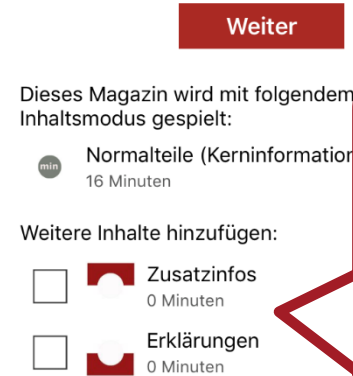 Weiter
Dieses Magazin wird mit folgendem
Inhaltsmodus gespielt:
min
Normalteile (Kerninformation
16 Minuten
Weitere Inhalte hinzufügen:
Zusatzinfos
0 Minuten
Erklärungen
0 Minuten